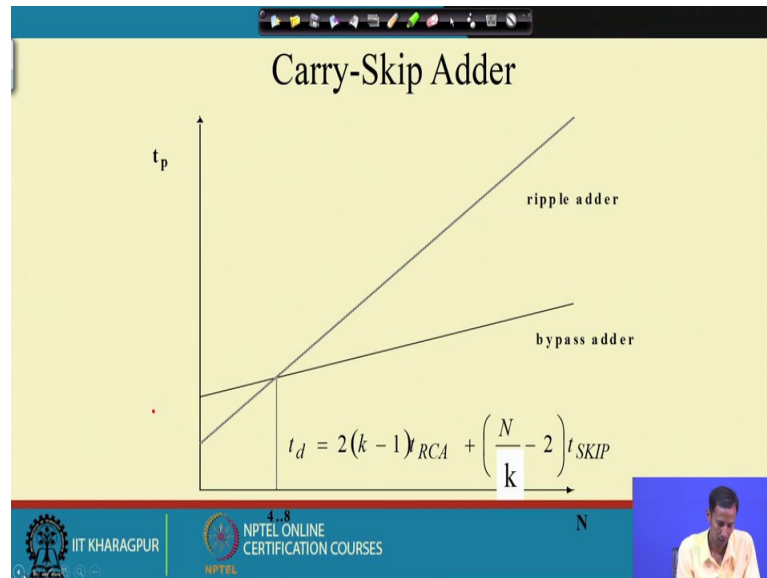 Carry-Skip Adder
t p
ripple adder
bypass adder
t_d = 2(k − 1)t_RCA + (N/k − 2) t_SKIP
4..8
N
IIT KHARAGPUR
NPTEL ONLINE
CERTIFICATION COURSES
NPTEL